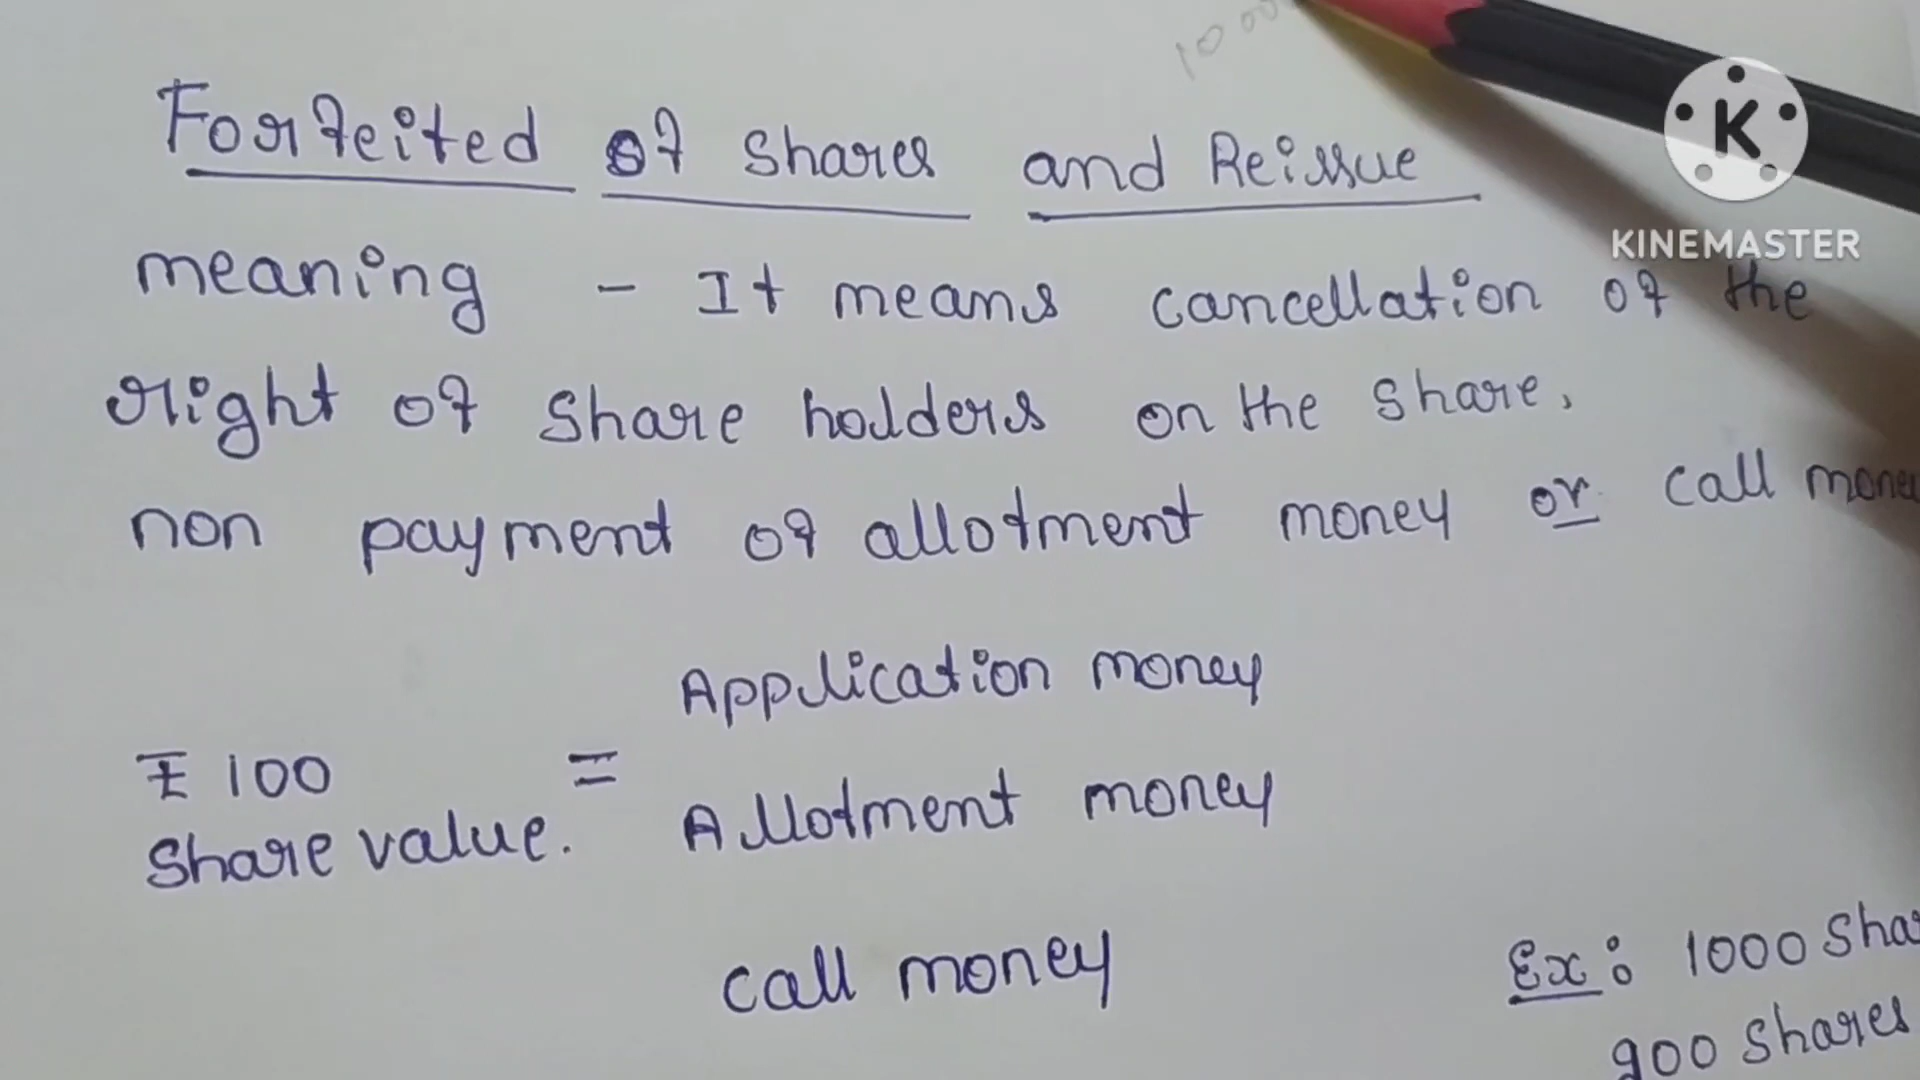 1000
Forfeited of Shares and Reissue
KINEMASTER
meaning - It means cancellation of the
right of Share holders on the Share.
non payment of allotment money or call money
Application money
₹ 100 =
Share value. Allotment money
call money
Ex: 1000 Sha
900 Shares